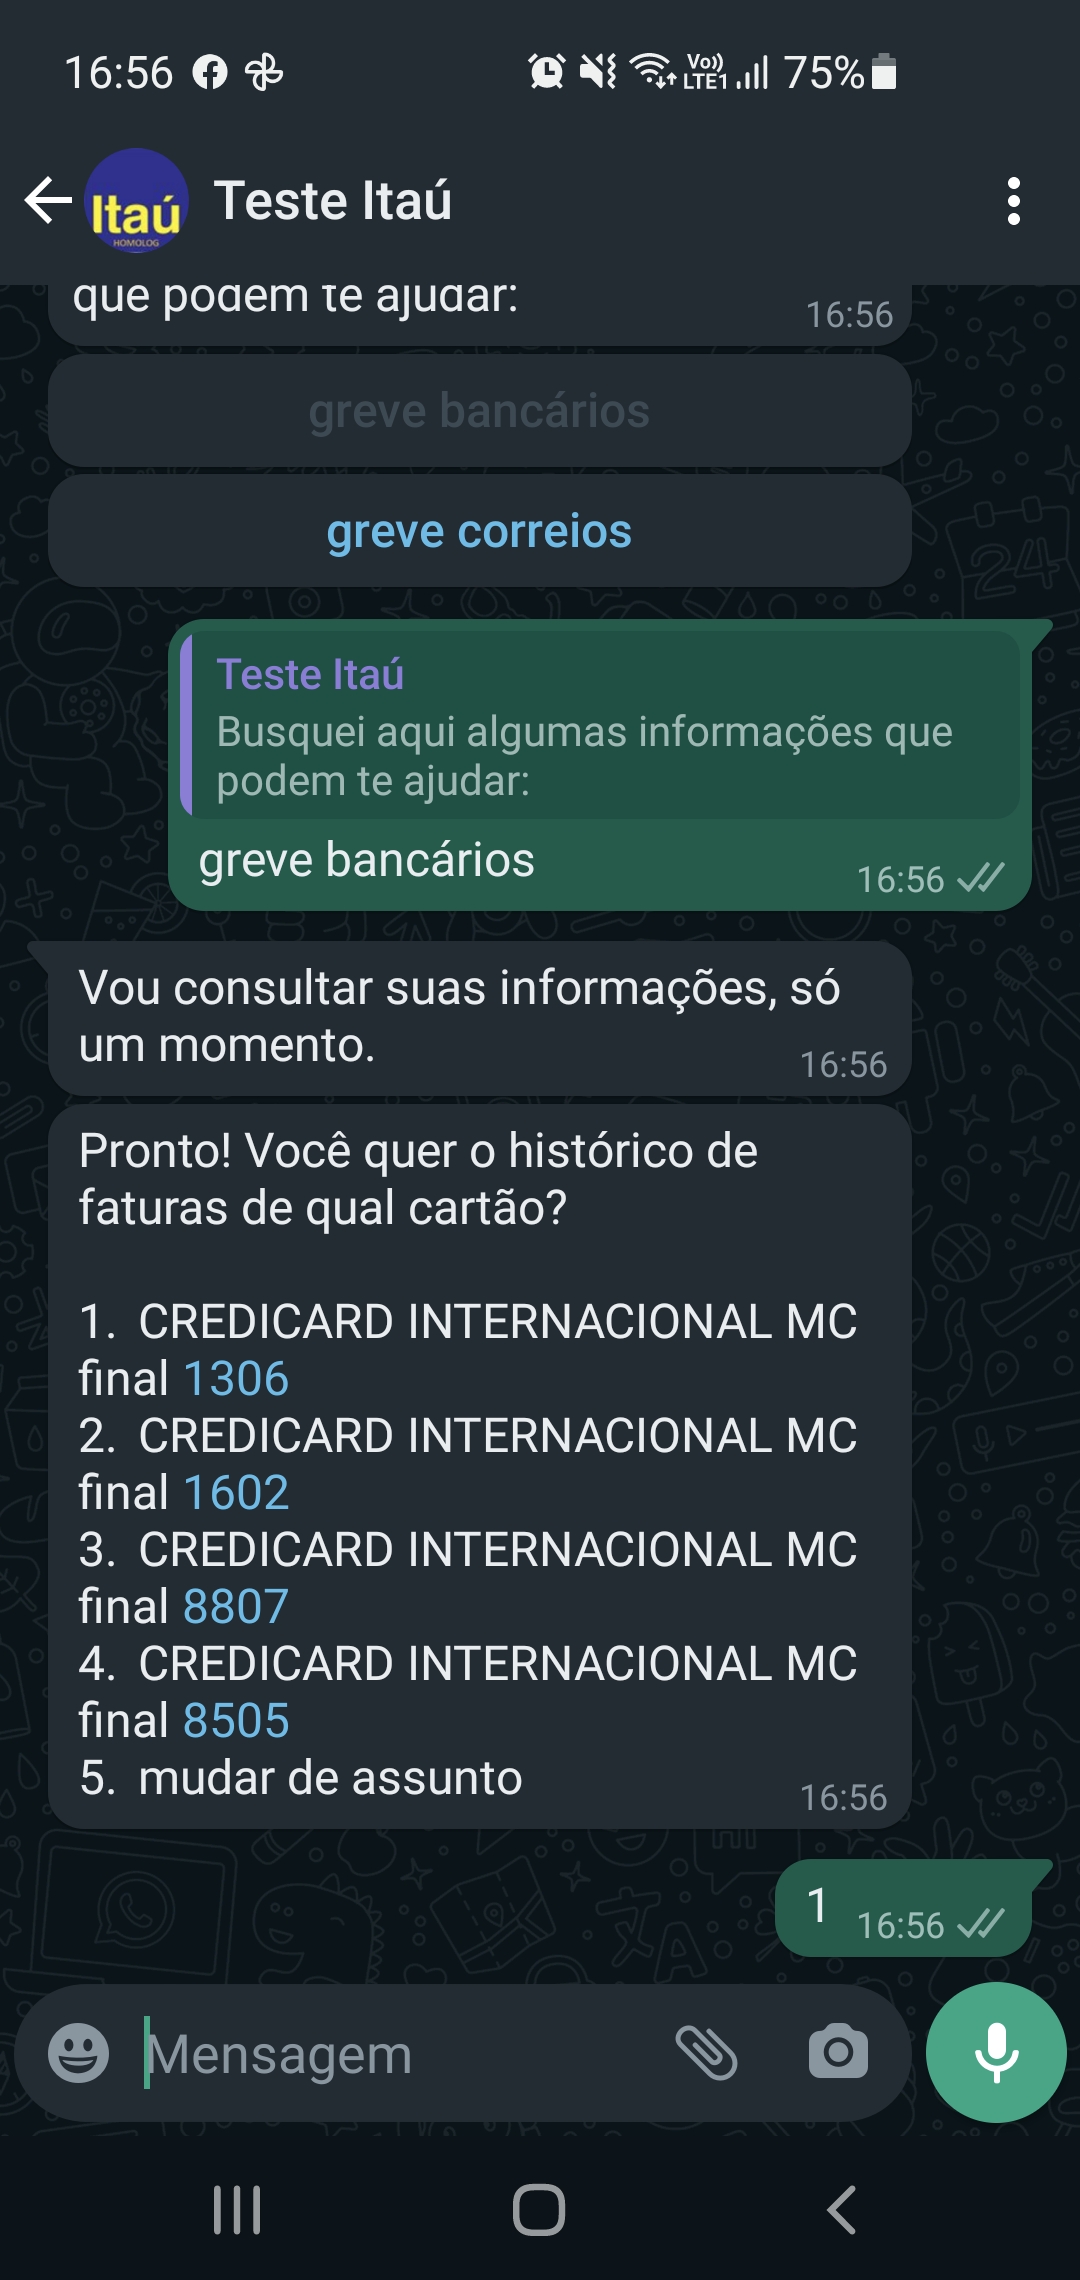 16:56 Vo)) LTE1 75%
Itaú
HOMOLOG
Teste Itaú
que podem te ajudar:
16:56
greve bancários
greve correios
Teste Itaú
Busquei aqui algumas informações que
podem te ajudar:
greve bancários
16:56
Vou consultar suas informações, só
um momento.
16:56
Pronto! Você quer o histórico de
faturas de qual cartão?
1. CREDICARD INTERNACIONAL MC
final 1306
2. CREDICARD INTERNACIONAL MC
final 1602
3. CREDICARD INTERNACIONAL MC
final 8807
4. CREDICARD INTERNACIONAL MC
final 8505
5. mudar de assunto
16:56
1
16:56
Mensagem